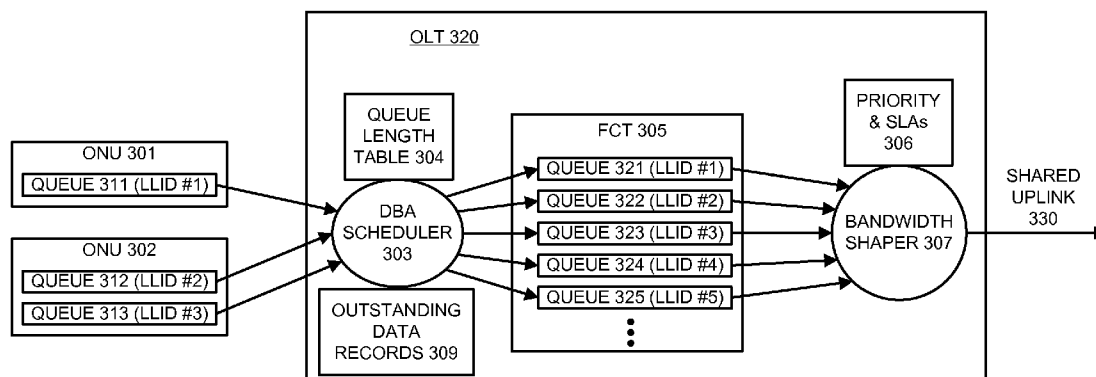 OLT 320
ONU 301
QUEUE 311 (LLID #1)
ONU 302
QUEUE 312 (LLID #2)
QUEUE 313 (LLID #3)
QUEUE
LENGTH
TABLE 304
DBA
SCHEDULER
303
OUTSTANDING
DATA
RECORDS 309
FCT 305
QUEUE 321 (LLID #1)
QUEUE 322 (LLID #2)
QUEUE 323 (LLID #3)
QUEUE 324 (LLID #4)
QUEUE 325 (LLID #5)
PRIORITY
& SLAs
306
BANDWIDTH
SHAPER 307
SHARED
UPLINK
330